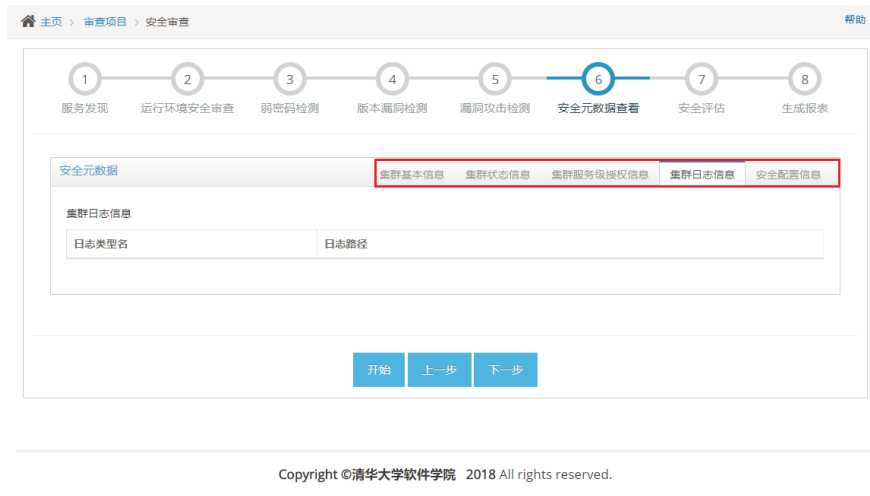 主页 > 审查项目 > 安全审查 帮助
1 2 3 4 5 6 7 8
服务发现 运行环境安全审查 弱密码检测 版本漏洞检测 漏洞攻击检测 安全元数据查看 安全评估 生成报表
安全元数据 集群基本信息 集群状态信息 集群服务级授权信息 集群日志信息 安全配置信息
集群日志信息
日志类型名 日志路径
开始 上一步 下一步
Copyright ©清华大学软件学院 2018 All rights reserved.